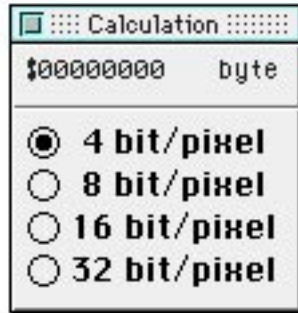 Calculation
$00000000 byte
4 bit/pixel
8 bit/pixel
16 bit/pixel
32 bit/pixel